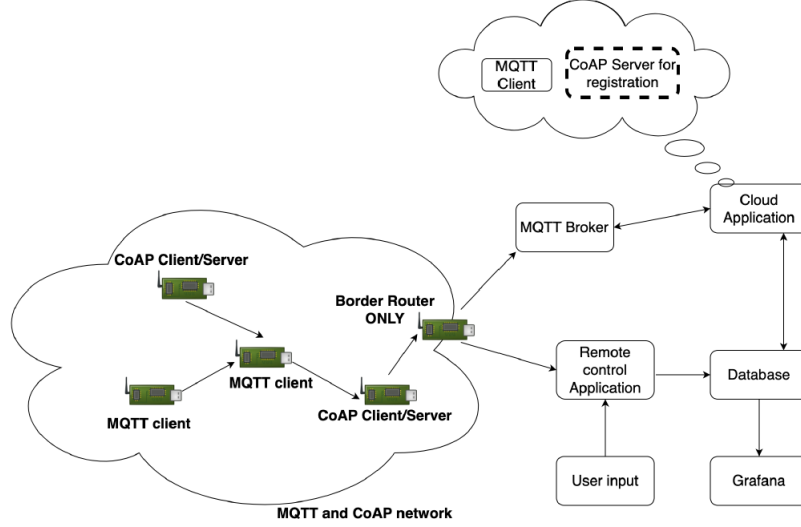 MQTT
Client
CoAP Server for
registration
Cloud
Application
MQTT Broker
CoAP Client/Server
Border Router
ONLY
Remote
control
Application
Database
MQTT client
CoAP Client/Server
MQTT client
User input
Grafana
MQTT and CoAP network